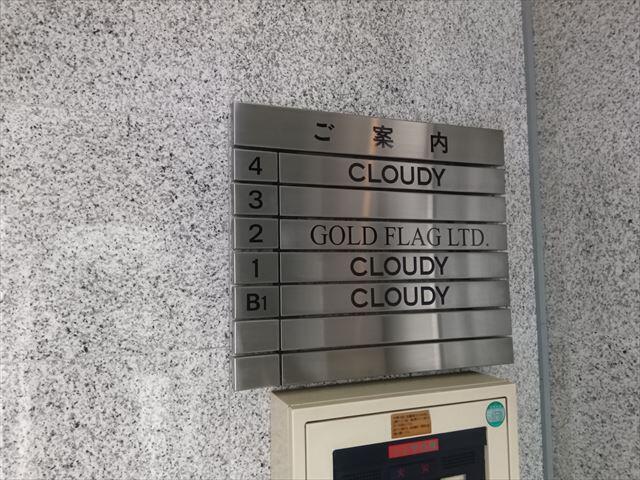 ご案内
4 CLOUDY
3
2 GOLD FLAG LTD.
1 CLOUDY
B1 CLOUDY